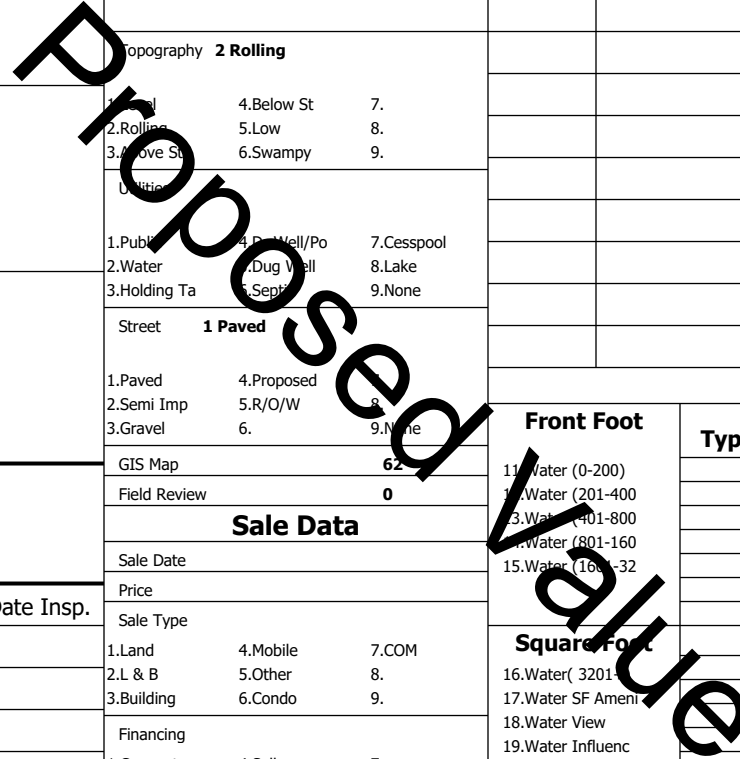 Topography 2 Rolling
4.Below St 7.
2.Rolling 5.Low 8.
3.Above St 6.Swampy 9.
Utilities
1.Publi 4.Dr Well/Po 7.Cesspool
2.Water 5.Dug Well 8.Lake
3.Holding Ta 6.Septic 9.None
Street 1 Paved
1.Paved 4.Proposed
2.Semi Imp 5.R/O/W 8.
3.Gravel 6. 9.None
GIS Map 62
Field Review 0
Sale Data
Sale Date
Price
Sale Type
1.Land 4.Mobile 7.COM
2.L & B 5.Other 8.
3.Building 6.Condo 9.
Financing
Date Insp.
Front Foot
Typ
11.Water (0-200)
12.Water (201-400
13.Water (401-800
14.Water (801-160
15.Water (1601-32
Square Foot
16.Water( 3201-
17.Water SF Ameni
18.Water View
19.Water Influenc
Proposed Value